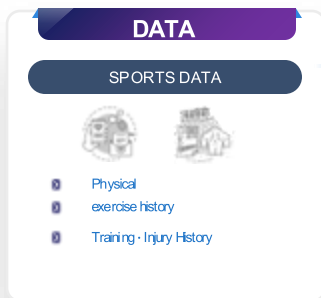 DATA
SPORTS DATA
Physical
exercise history
Training - Injury History